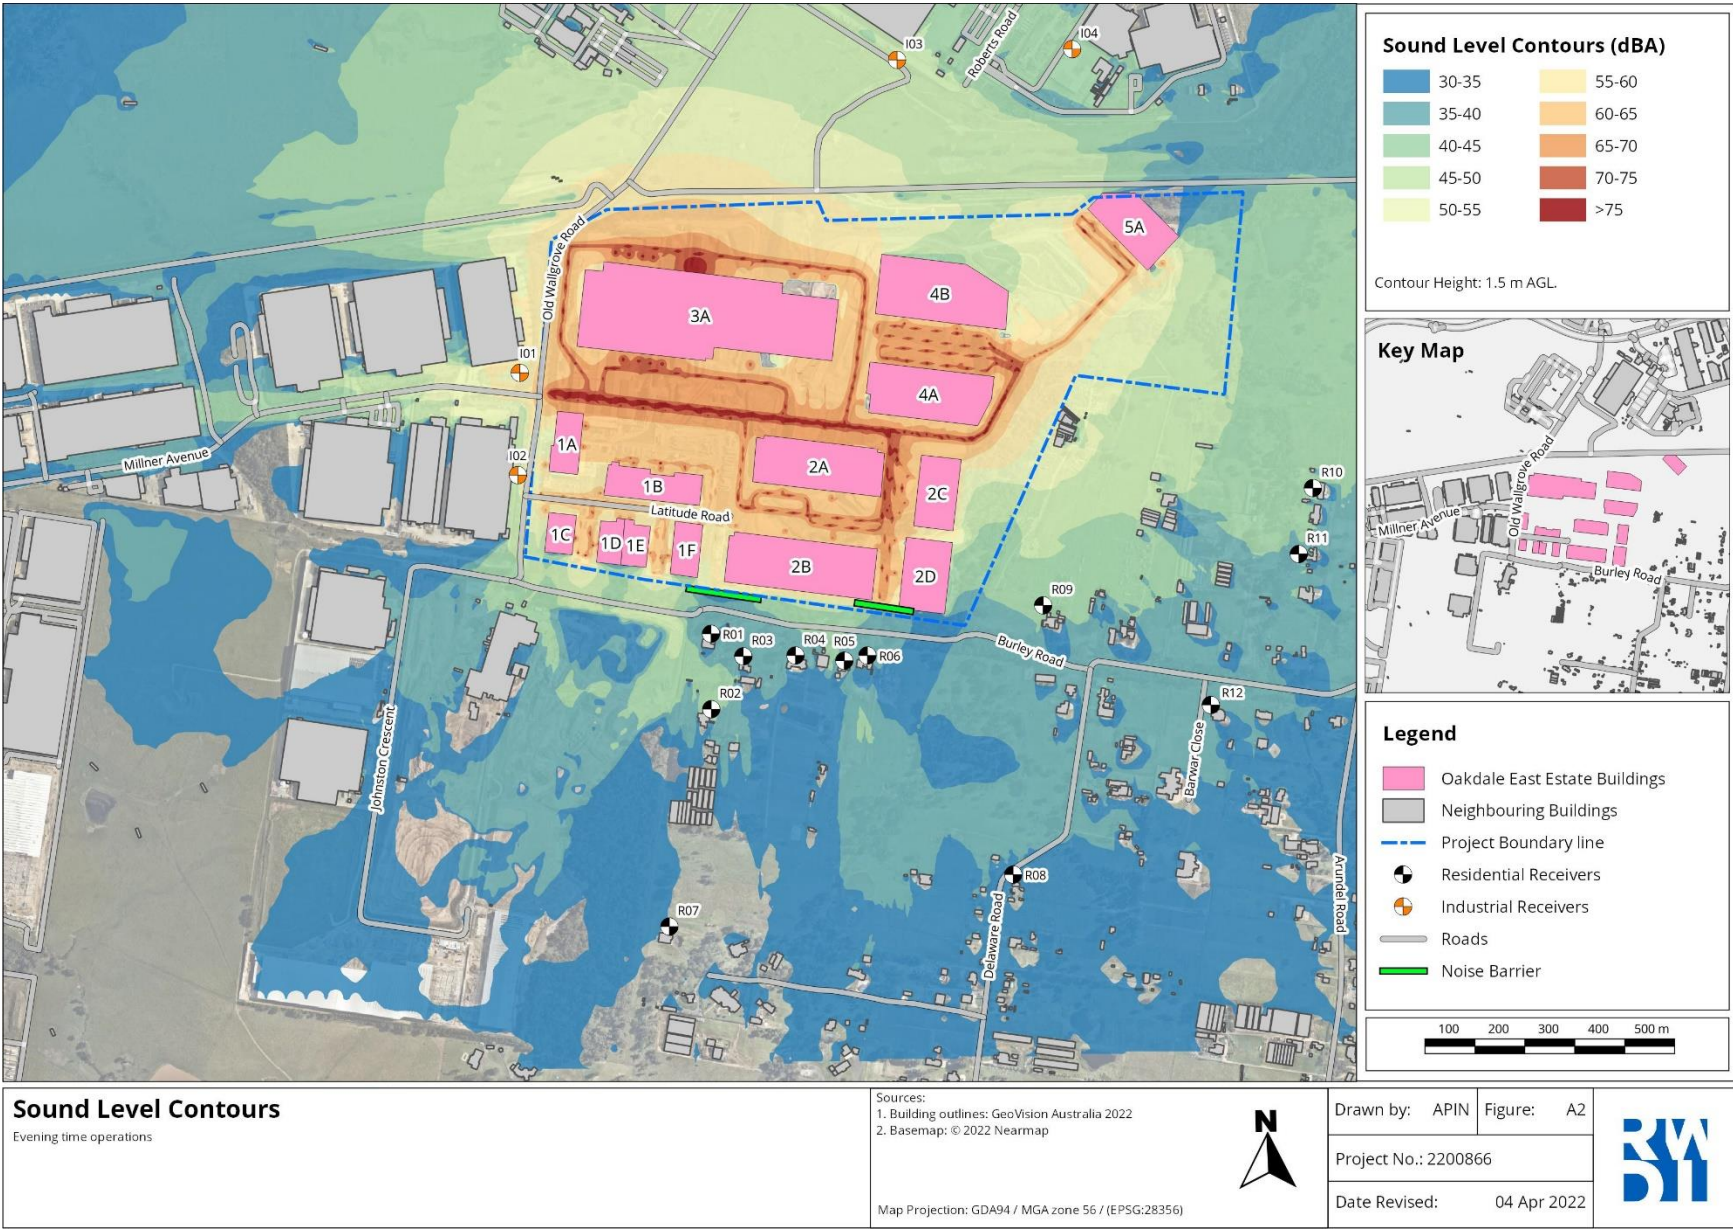 I03
I04
Roberts Road
Old Wallgrove Road
5A
4B
3A
I01
4A
1A
2A
I02
Millner Avenue
1B
2C
R10
Latitude Road
1C
1D
1E
1F
2B
2D
R11
R09
R01
R03
R04
R05
R06
Burley Road
R02
R12
Johnston Crescent
Barwar Close
R08
Arundel Road
R07
Delaware Road
Sound Level Contours (dBA)
30-35
55-60
35-40
60-65
40-45
65-70
45-50
70-75
50-55
>75
Contour Height: 1.5 m AGL.
Key Map
Old Wallgrove Road
Millner Avenue
Burley Road
Legend
Oakdale East Estate Buildings
Neighbouring Buildings
Project Boundary line
Residential Receivers
Industrial Receivers
Roads
Noise Barrier
100 200 300 400 500 m
Sound Level Contours
Evening time operations
Sources:
1. Building outlines: GeoVision Australia 2022
2. Basemap: © 2022 Nearmap
Map Projection: GDA94 / MGA zone 56 / (EPSG:28356)
N
Drawn by: APIN
Figure: A2
Project No.: 2200866
Date Revised: 04 Apr 2022
RW
DI